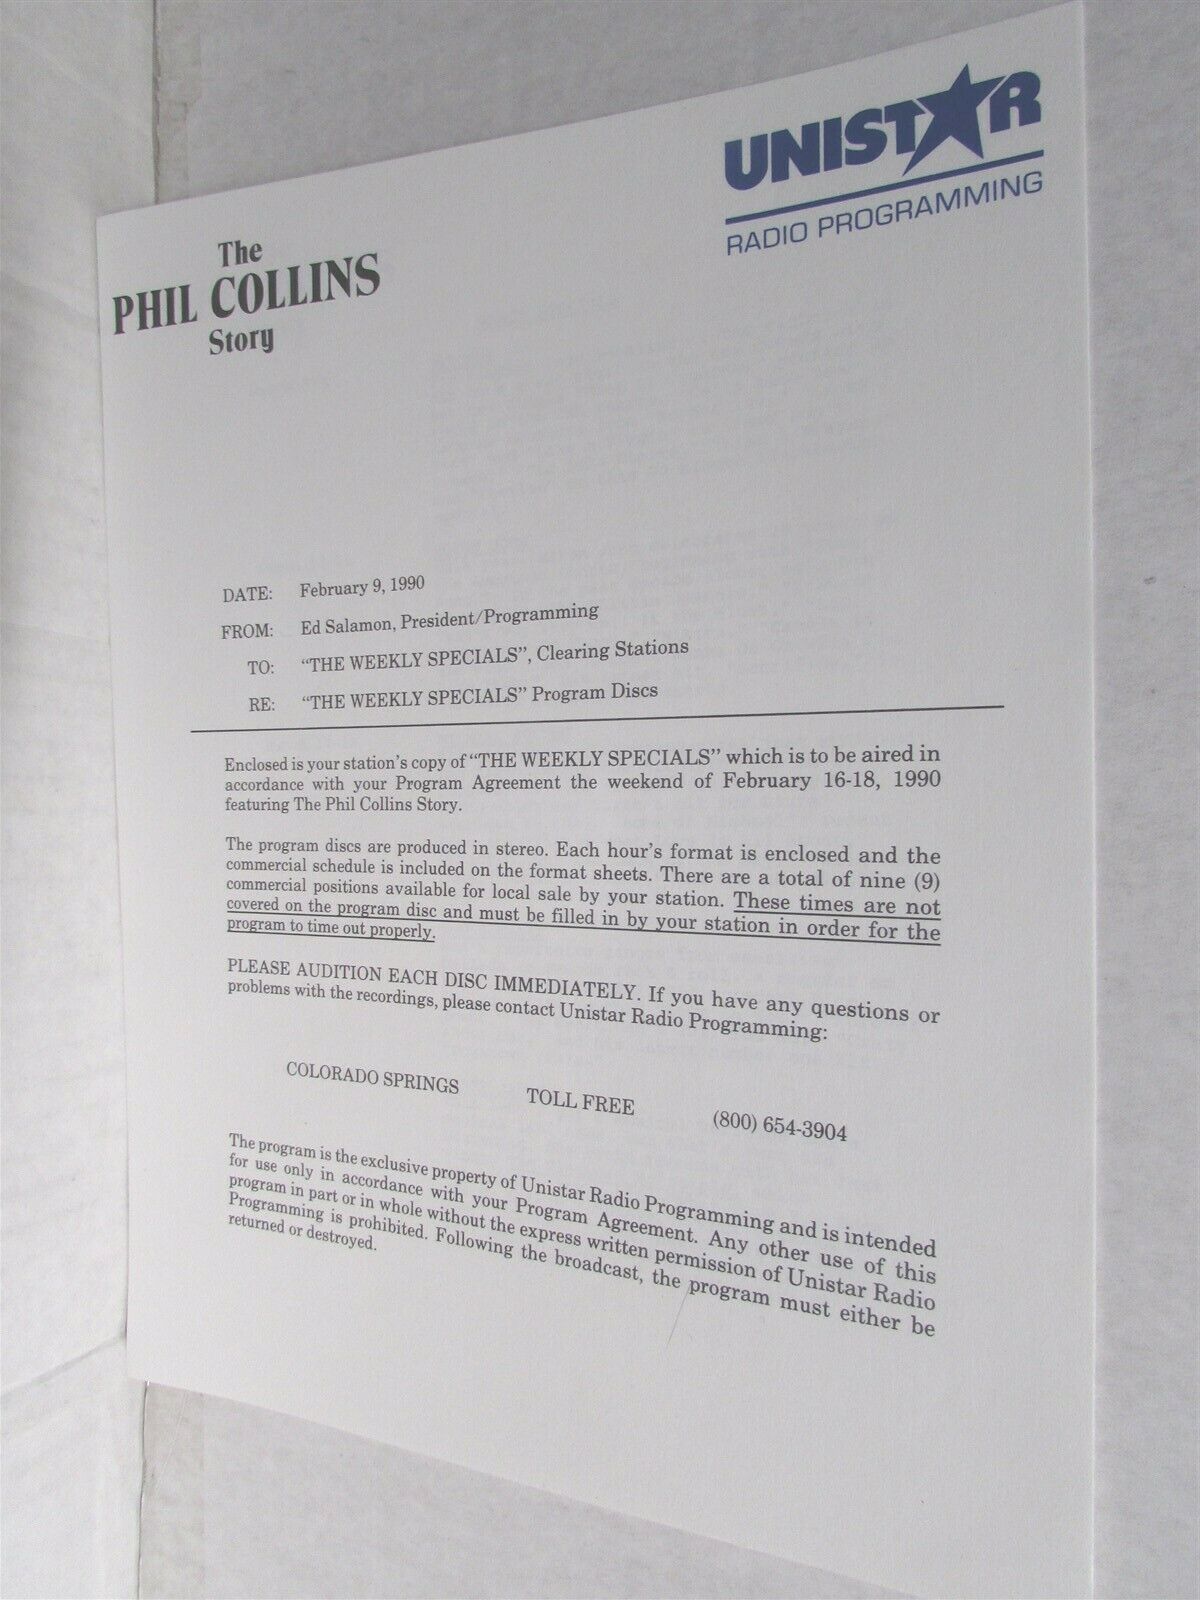 UNISTAR
RADIO PROGRAMMING
The
PHIL COLLINS
Story
DATE: February 9, 1990
FROM: Ed Salamon, President/Programming
TO: "THE WEEKLY SPECIALS", Clearing Stations
RE: "THE WEEKLY SPECIALS" Program Discs
Enclosed is your station's copy of "THE WEEKLY SPECIALS" which is to be aired in
accordance with your Program Agreement the weekend of February 16-18, 1990
featuring The Phil Collins Story.
The program discs are produced in stereo. Each hour's format is enclosed and the
commercial schedule is included on the format sheets. There are a total of nine (9)
commercial positions available for local sale by your station. These times are not
covered on the program disc and must be filled in by your station in order for the
program to time out properly.
PLEASE AUDITION EACH DISC IMMEDIATELY. If you have any questions or
problems with the recordings, please contact Unistar Radio Programming:
COLORADO SPRINGS TOLL FREE (800) 654-3904
The program is the exclusive property of Unistar Radio Programming and is intended
for use only in accordance with your Program Agreement. Any other use of this
program in part or in whole without the express written permission of Unistar Radio
Programming is prohibited. Following the broadcast, the program must either be
returned or destroyed.